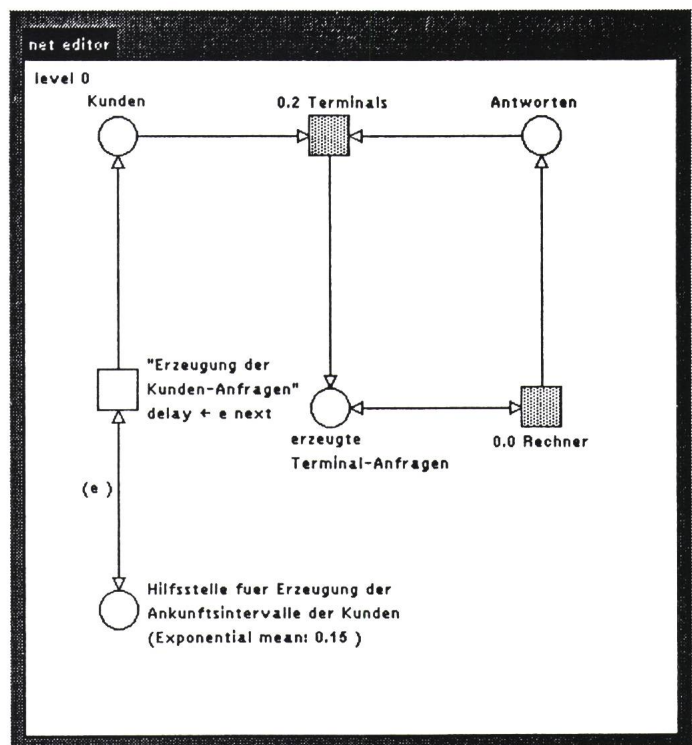 net editor
level 0
Kunden
0.2 Terminals
Antworten
"Erzeugung der
Kunden-Anfragen"
delay ← e next
erzeugte
Terminal-Anfragen
0.0 Rechner
(e )
Hilfsstelle fuer Erzeugung der
Ankunftsintervalle der Kunden
(Exponential mean: 0.15 )